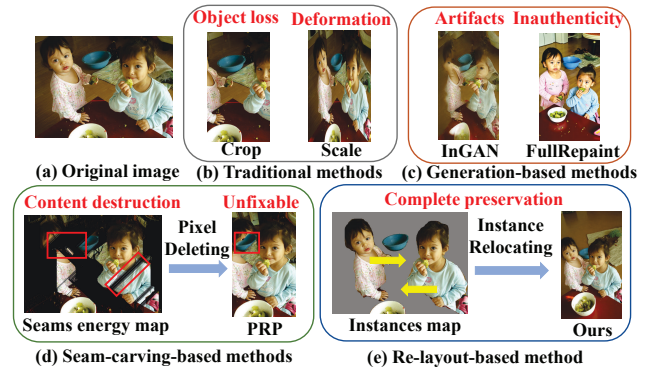 Object loss Deformation
Artifacts Inauthenticity
Crop Scale
InGAN FullRepaint
(a) Original image
(b) Traditional methods
(c) Generation-based methods
Content destruction
Pixel
Deleting
Unfixable
Seams energy map
PRP
(d) Seam-carving-based methods
Complete preservation
Instance
Relocating
Instances map
Ours
(e) Re-layout-based method